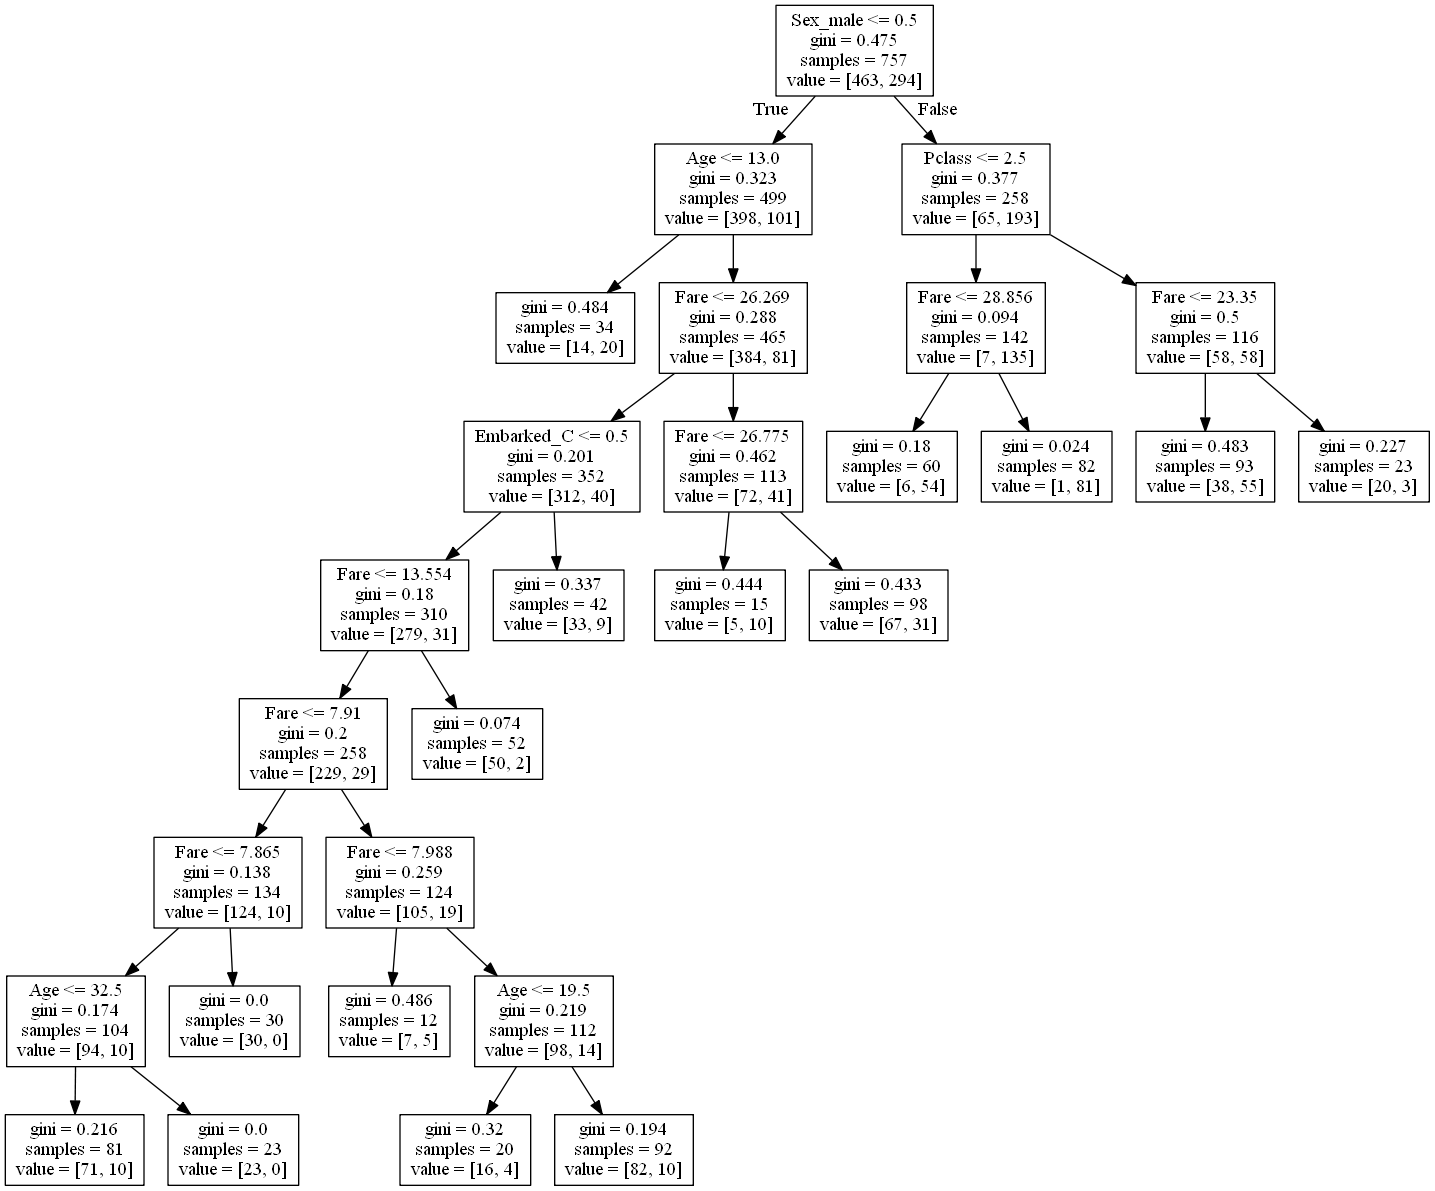 Sex_male <= 0.5
gini = 0.475
samples = 757
value = [463, 294]
True
False
Age <= 13.0
gini = 0.323
samples = 499
value = [398, 101]
Pclass <= 2.5
gini = 0.377
samples = 258
value = [65, 193]
gini = 0.484
samples = 34
value = [14, 20]
Fare <= 26.269
gini = 0.288
samples = 465
value = [384, 81]
Fare <= 28.856
gini = 0.094
samples = 142
value = [7, 135]
Fare <= 23.35
gini = 0.5
samples = 116
value = [58, 58]
Embarked_C <= 0.5
gini = 0.201
samples = 352
value = [312, 40]
Fare <= 26.775
gini = 0.462
samples = 113
value = [72, 41]
gini = 0.18
samples = 60
value = [6, 54]
gini = 0.024
samples = 82
value = [1, 81]
gini = 0.483
samples = 93
value = [38, 55]
gini = 0.227
samples = 23
value = [20, 3]
Fare <= 13.554
gini = 0.18
samples = 310
value = [279, 31]
gini = 0.337
samples = 42
value = [33, 9]
gini = 0.444
samples = 15
value = [5, 10]
gini = 0.433
samples = 98
value = [67, 31]
Fare <= 7.91
gini = 0.2
samples = 258
value = [229, 29]
gini = 0.074
samples = 52
value = [50, 2]
Fare <= 7.865
gini = 0.138
samples = 134
value = [124, 10]
Fare <= 7.988
gini = 0.259
samples = 124
value = [105, 19]
Age <= 32.5
gini = 0.174
samples = 104
value = [94, 10]
gini = 0.0
samples = 30
value = [30, 0]
gini = 0.486
samples = 12
value = [7, 5]
Age <= 19.5
gini = 0.219
samples = 112
value = [98, 14]
gini = 0.216
samples = 81
value = [71, 10]
gini = 0.0
samples = 23
value = [23, 0]
gini = 0.32
samples = 20
value = [16, 4]
gini = 0.194
samples = 92
value = [82, 10]